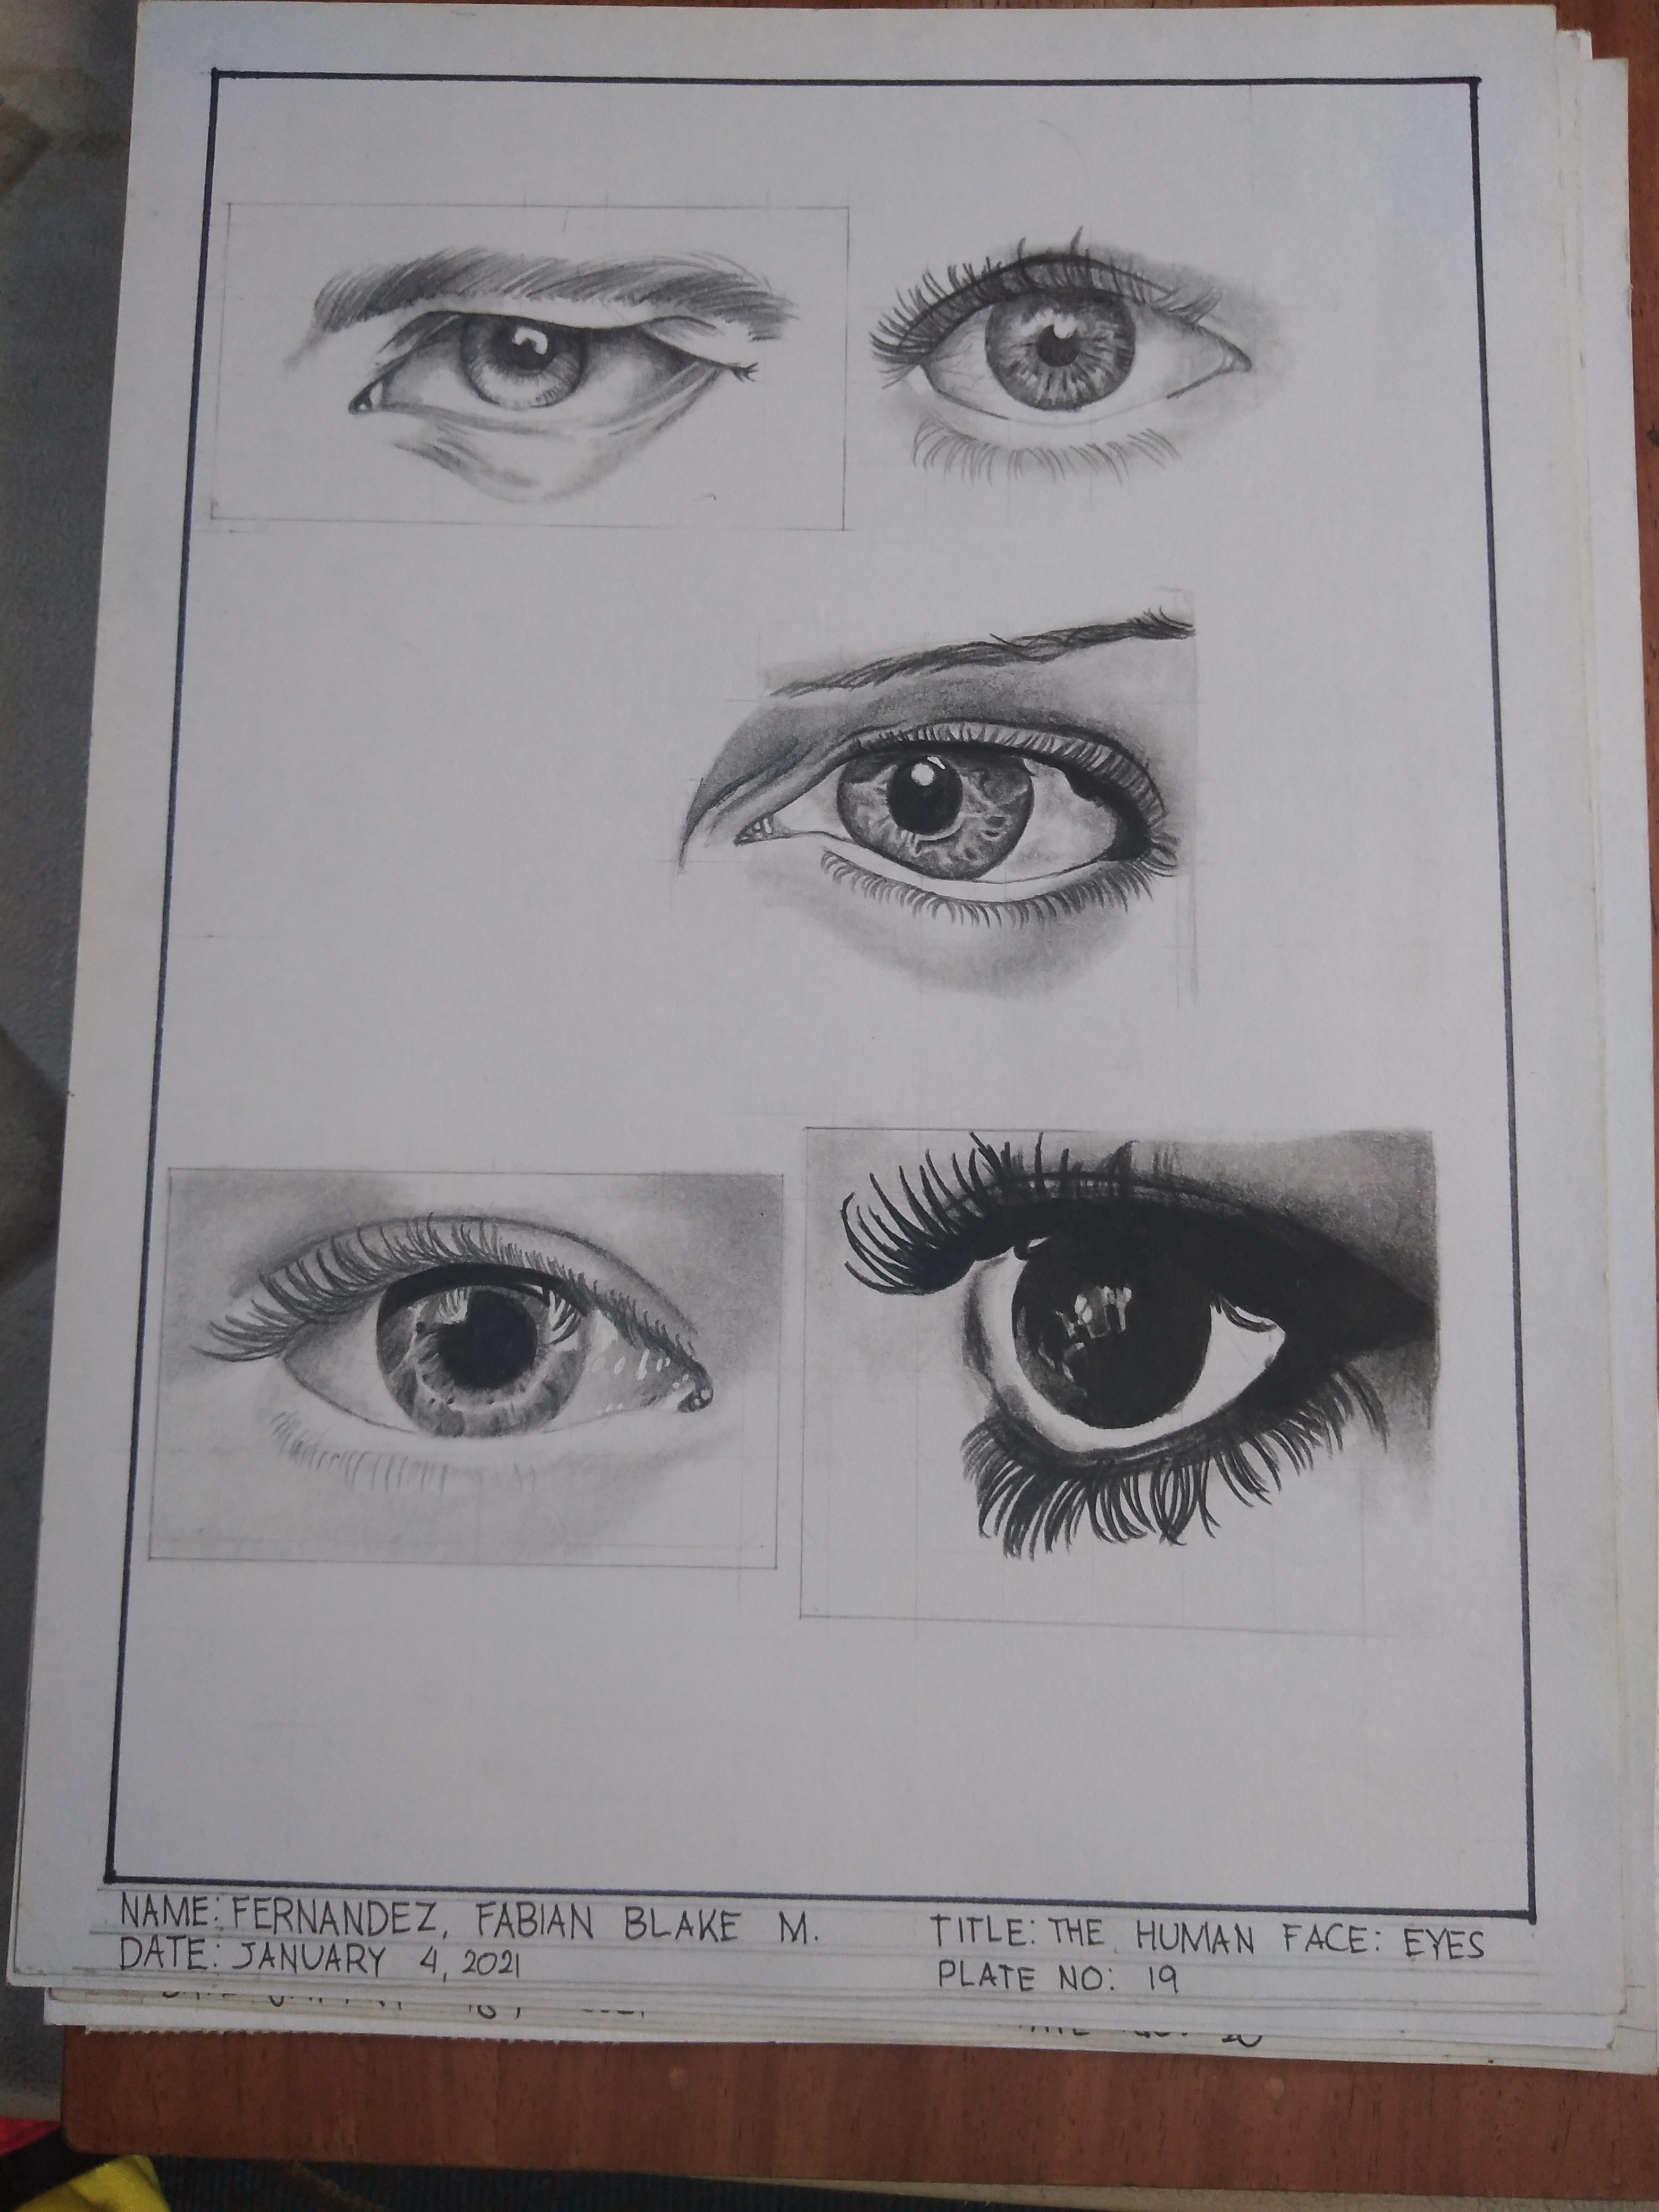 NAME: FERNANDEZ, FABIAN BLAKE M.
DATE: JANUARY 4, 2021
TITLE: THE HUMAN FACE: EYES
PLATE NO: 19